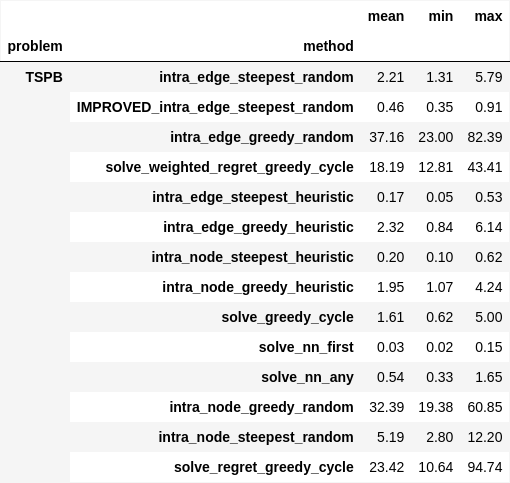 mean min max
problem method
TSPB intra_edge_steepest_random 2.21 1.31 5.79
IMPROVED_intra_edge_steepest_random 0.46 0.35 0.91
intra_edge_greedy_random 37.16 23.00 82.39
solve_weighted_regret_greedy_cycle 18.19 12.81 43.41
intra_edge_steepest_heuristic 0.17 0.05 0.53
intra_edge_greedy_heuristic 2.32 0.84 6.14
intra_node_steepest_heuristic 0.20 0.10 0.62
intra_node_greedy_heuristic 1.95 1.07 4.24
solve_greedy_cycle 1.61 0.62 5.00
solve_nn_first 0.03 0.02 0.15
solve_nn_any 0.54 0.33 1.65
intra_node_greedy_random 32.39 19.38 60.85
intra_node_steepest_random 5.19 2.80 12.20
solve_regret_greedy_cycle 23.42 10.64 94.74